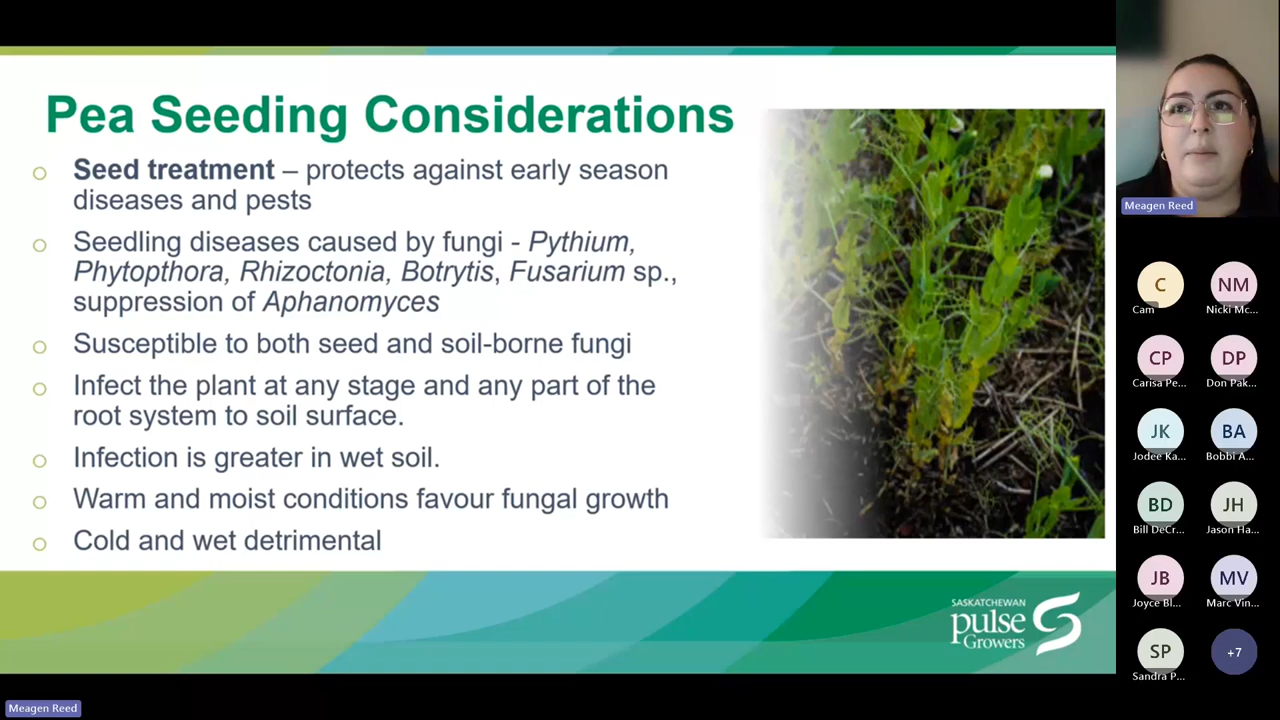 Pea Seeding Considerations
Seed treatment – protects against early season
diseases and pests
Seedling diseases caused by fungi - Pythium,
Phytopthora, Rhizoctonia, Botrytis, Fusarium sp.,
suppression of Aphanomyces
Susceptible to both seed and soil-borne fungi
Infect the plant at any stage and any part of the
root system to soil surface.
Infection is greater in wet soil.
Warm and moist conditions favour fungal growth
Cold and wet detrimental
SASKATCHEWAN
pulse
Growers
Meagen Reed
C
Cam
NM
Nicki Mc...
CP
Carisa Pe...
DP
Don Pak...
JK
Jodee Ka...
BA
Bobbi A...
BD
Bill DeCr...
JH
Jason Ha...
JB
Joyce Bl...
MV
Marc Vin...
SP
Sandra P...
+7
Meagen Reed